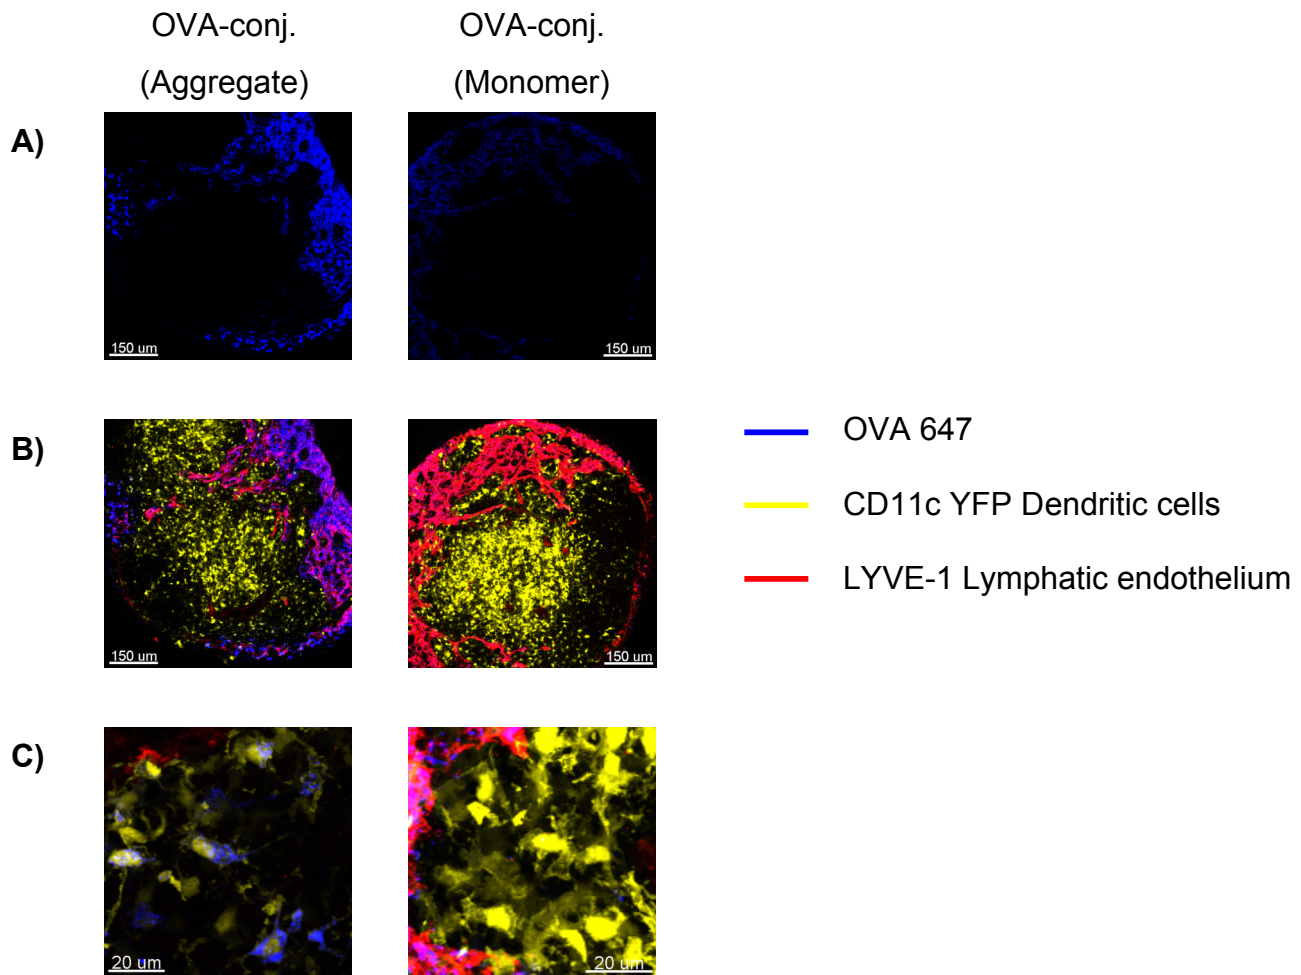 OVA-conj.
(Aggregate)
OVA-conj.
(Monomer)
A)
150 um
150 um
B)
150 um
150 um
OVA 647
CD11c YFP Dendritic cells
LYVE-1 Lymphatic endothelium
C)
20 um
20 um